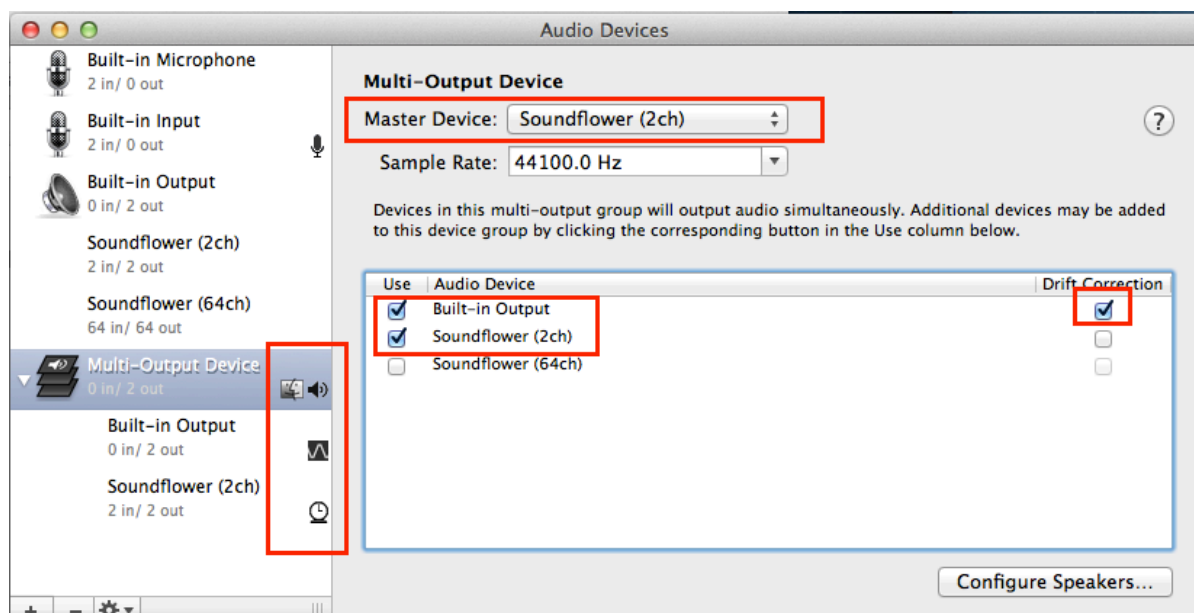 Audio Devices
Built-in Microphone
2 in/ 0 out
Built-in Input
2 in/ 0 out
Built-in Output
0 in/ 2 out
Soundflower (2ch)
2 in/ 2 out
Soundflower (64ch)
64 in/ 64 out
Multi-Output Device
0 in/ 2 out
Built-in Output
0 in/ 2 out
Soundflower (2ch)
2 in/ 2 out
Multi-Output Device
Master Device: Soundflower (2ch)
?
Sample Rate: 44100.0 Hz
Devices in this multi-output group will output audio simultaneously. Additional devices may be added
to this device group by clicking the corresponding button in the Use column below.
Use Audio Device Drift Correction
Built-in Output
Soundflower (2ch)
Soundflower (64ch)
Configure Speakers...